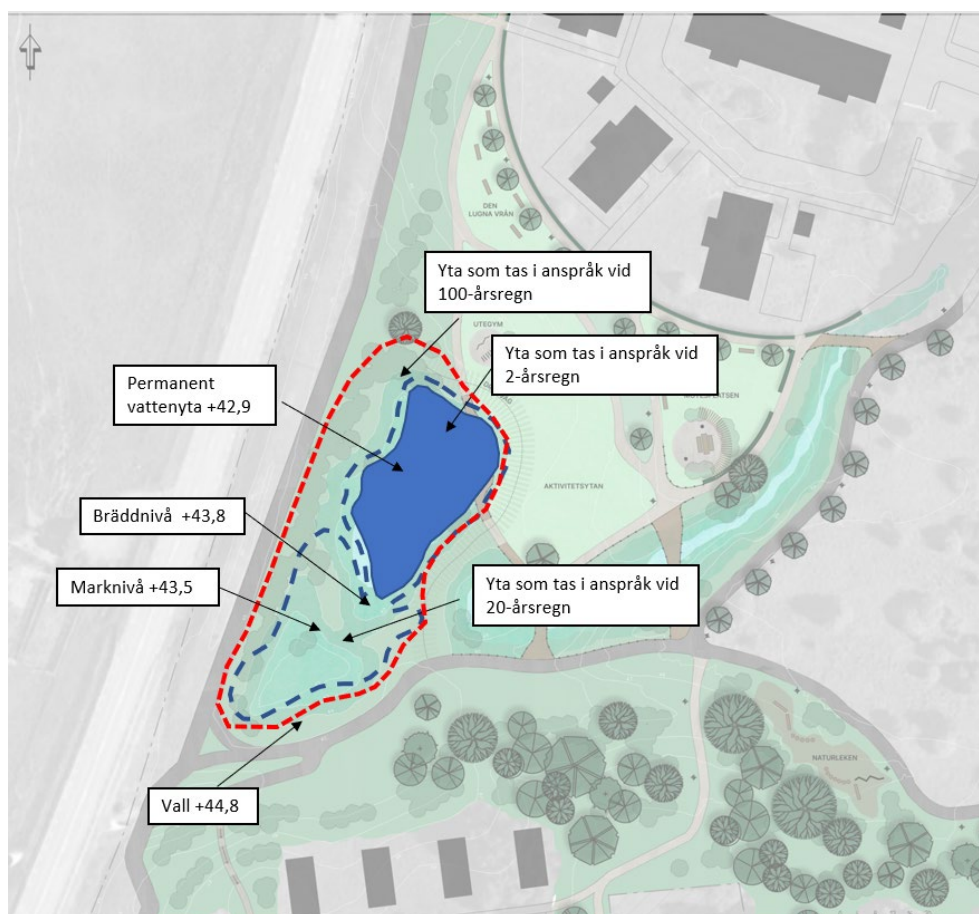 DEN
LUGNA VRÅN
Yta som tas i anspråk vid
100-årsregn
UTEGYM
Yta som tas i anspråk vid
2-årsregn
Permanent
vattenyta +42,9
MÖTESPLATSEN
AKTIVITETSYTAN
Bräddnivå +43,8
Marknivå +43,5
Yta som tas i anspråk vid
20-årsregn
NATURLEKEN
Vall +44,8